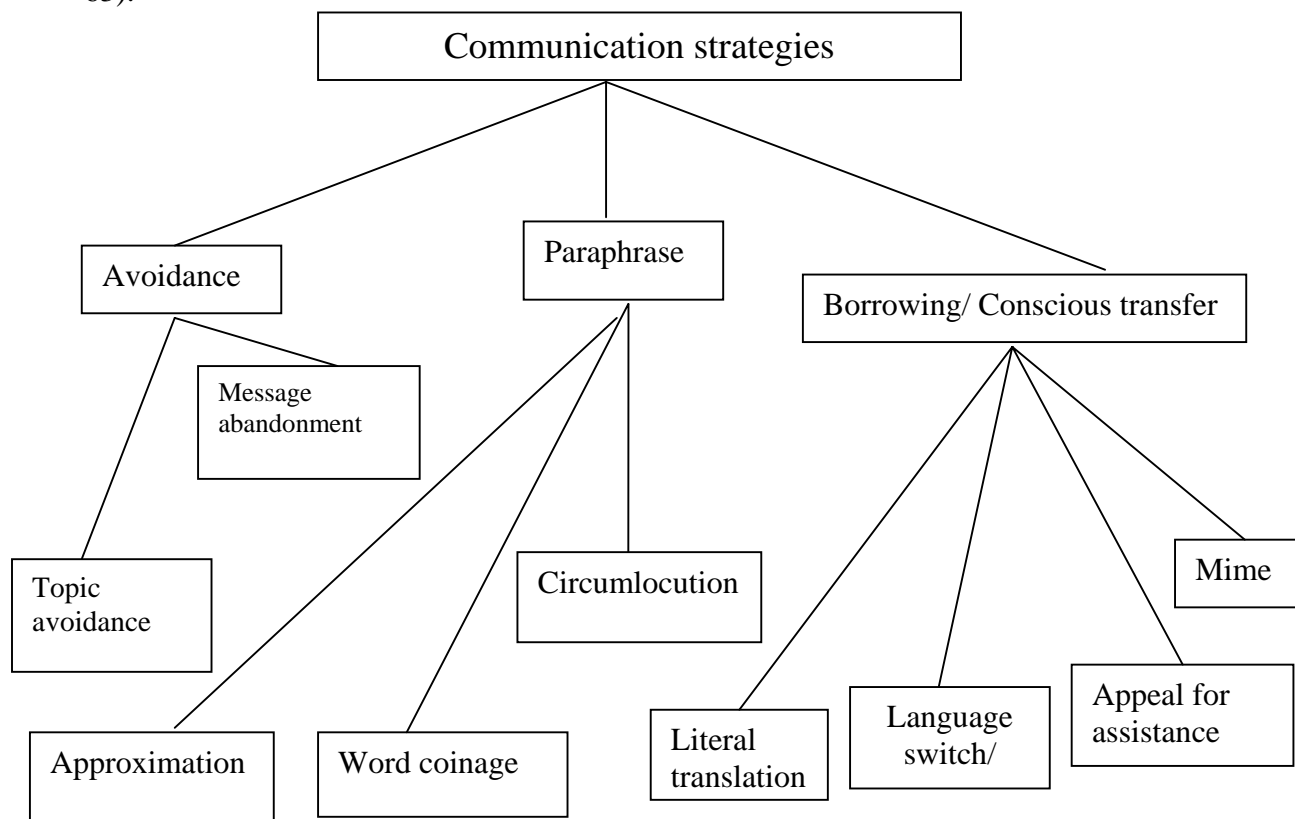 85).
Communication strategies
Avoidance
Paraphrase
Borrowing/ Conscious transfer
Message
abandonment
Topic
avoidance
Circumlocution
Mime
Approximation
Word coinage
Literal
translation
Language
switch/
Appeal for
assistance